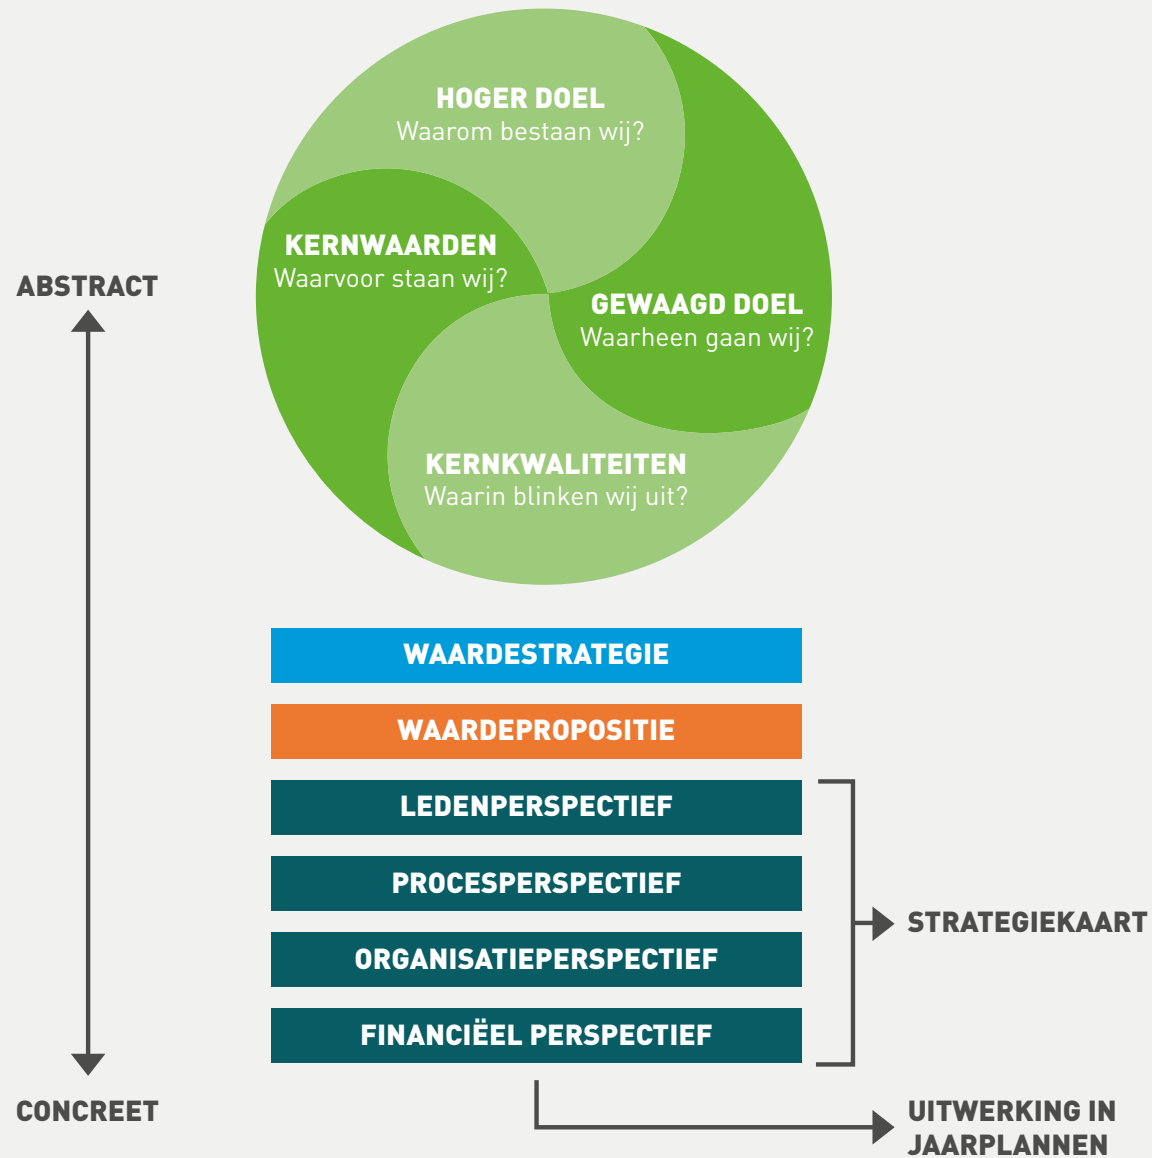 HOGER DOEL
Waarom bestaan wij?
KERNWAARDEN
Waarvoor staan wij?
ABSTRACT
GEWAAGD DOEL
Waarheen gaan wij?
KERNKWALITEITEN
Waarin blinken wij uit?
WAARDESTRATEGIE
WAARDEPROPOSITIE
LEDENPERSPECTIEF
PROCESPERSPECTIEF
STRATEGIEKAART
ORGANISATIEPERSPECTIEF
FINANCIËEL PERSPECTIEF
CONCREET
UITWERKING IN
JAARPLANNEN